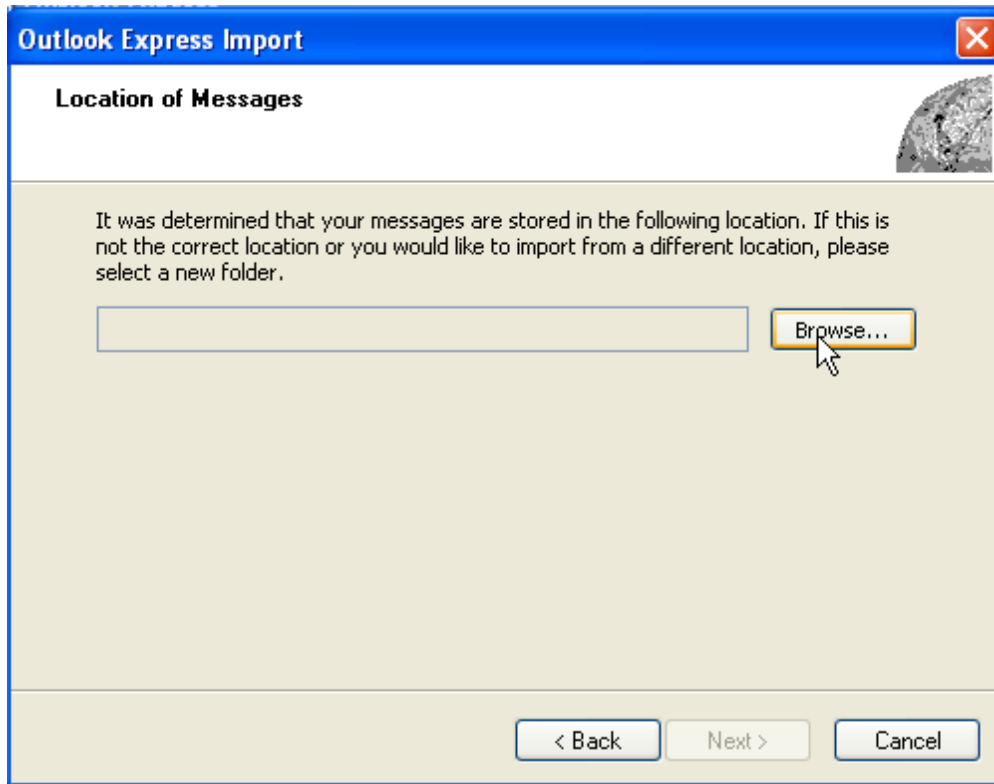 Outlook Express Import
Location of Messages
It was determined that your messages are stored in the following location. If this is
not the correct location or you would like to import from a different location, please
select a new folder.
Browse...
< Back
Next >
Cancel